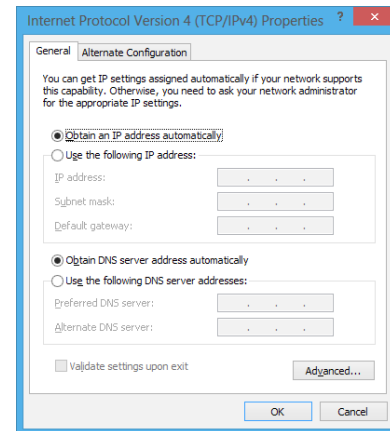 Internet Protocol Version 4 (TCP/IPv4) Properties ? ×
General Alternate Configuration
You can get IP settings assigned automatically if your network supports
this capability. Otherwise, you need to ask your network administrator
for the appropriate IP settings.
Obtain an IP address automatically
Use the following IP address:
IP address: . . .
Subnet mask: . . .
Default gateway: . . .
Obtain DNS server address automatically
Use the following DNS server addresses:
Preferred DNS server: . . .
Alternate DNS server: . . .
Validate settings upon exit
Advanced...
OK Cancel